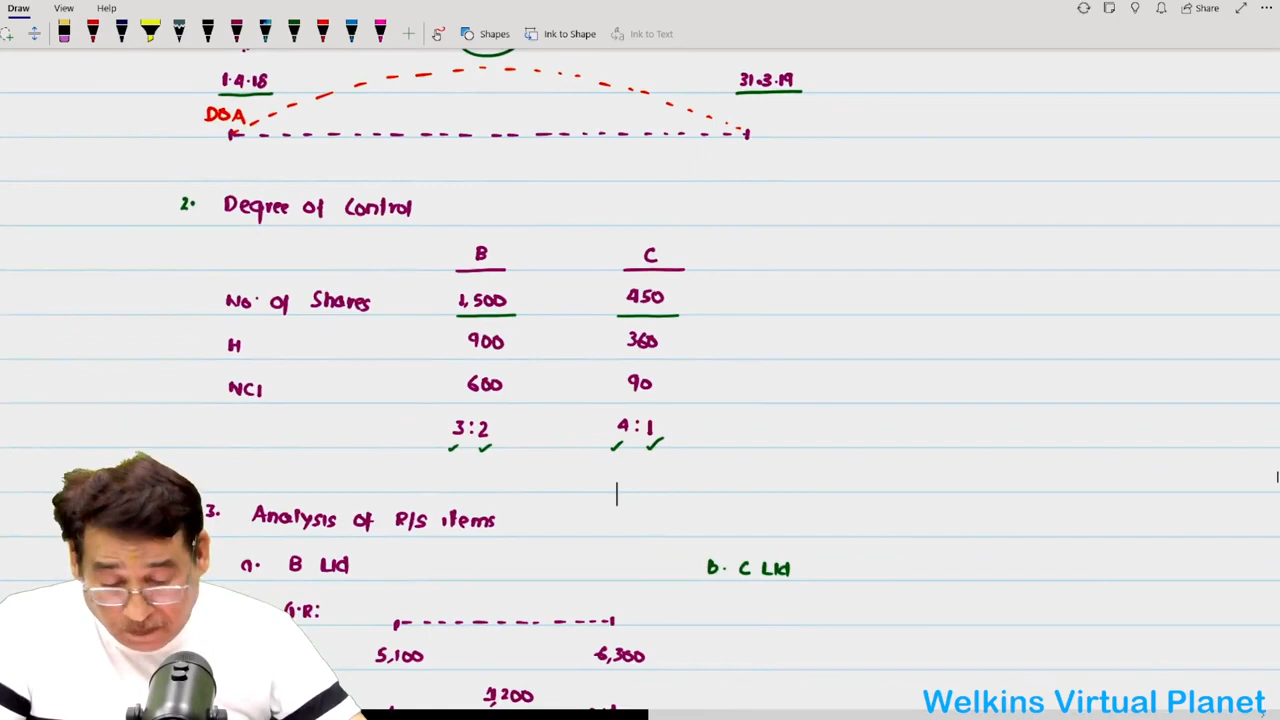 Draw View Help Share
Shapes Ink to Shape Ink to Text
1.4.18 31.3.19
DOA
2. Degree of Control
B C
No. of Shares 1,500 450
H 900 360
NCI 600 90
3:2 4:1
3. Analysis of R/S items
a. B Ltd b. C Ltd
G.R:
5,100 6,300
1,200
Welkins Virtual Planet